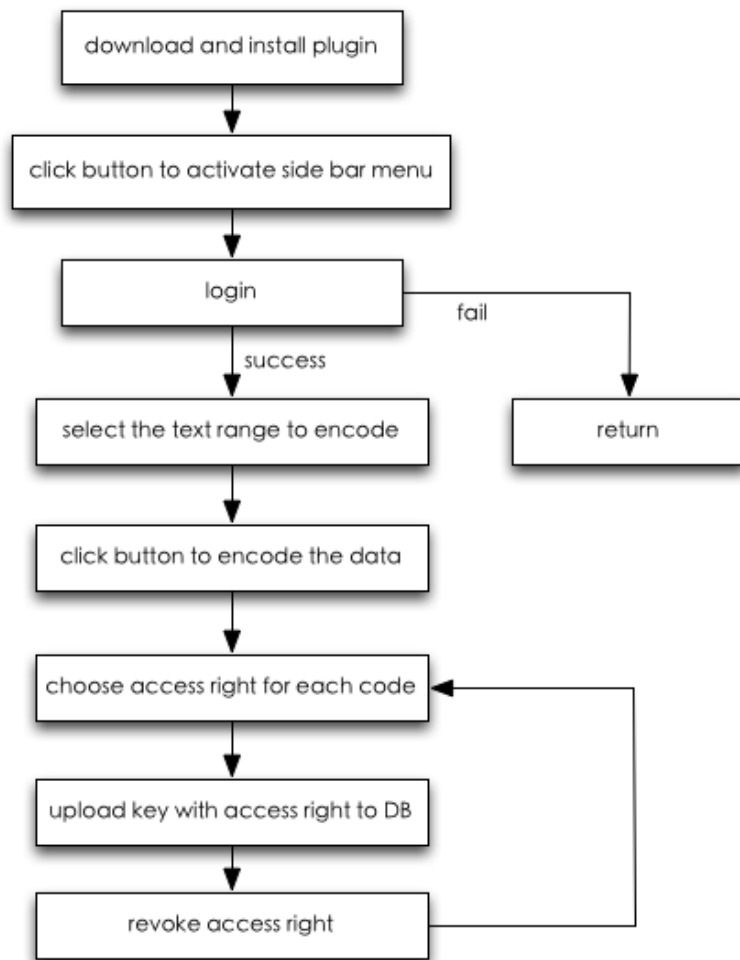 download and install plugin
click button to activate side bar menu
login
fail
success
select the text range to encode
return
click button to encode the data
choose access right for each code
upload key with access right to DB
revoke access right